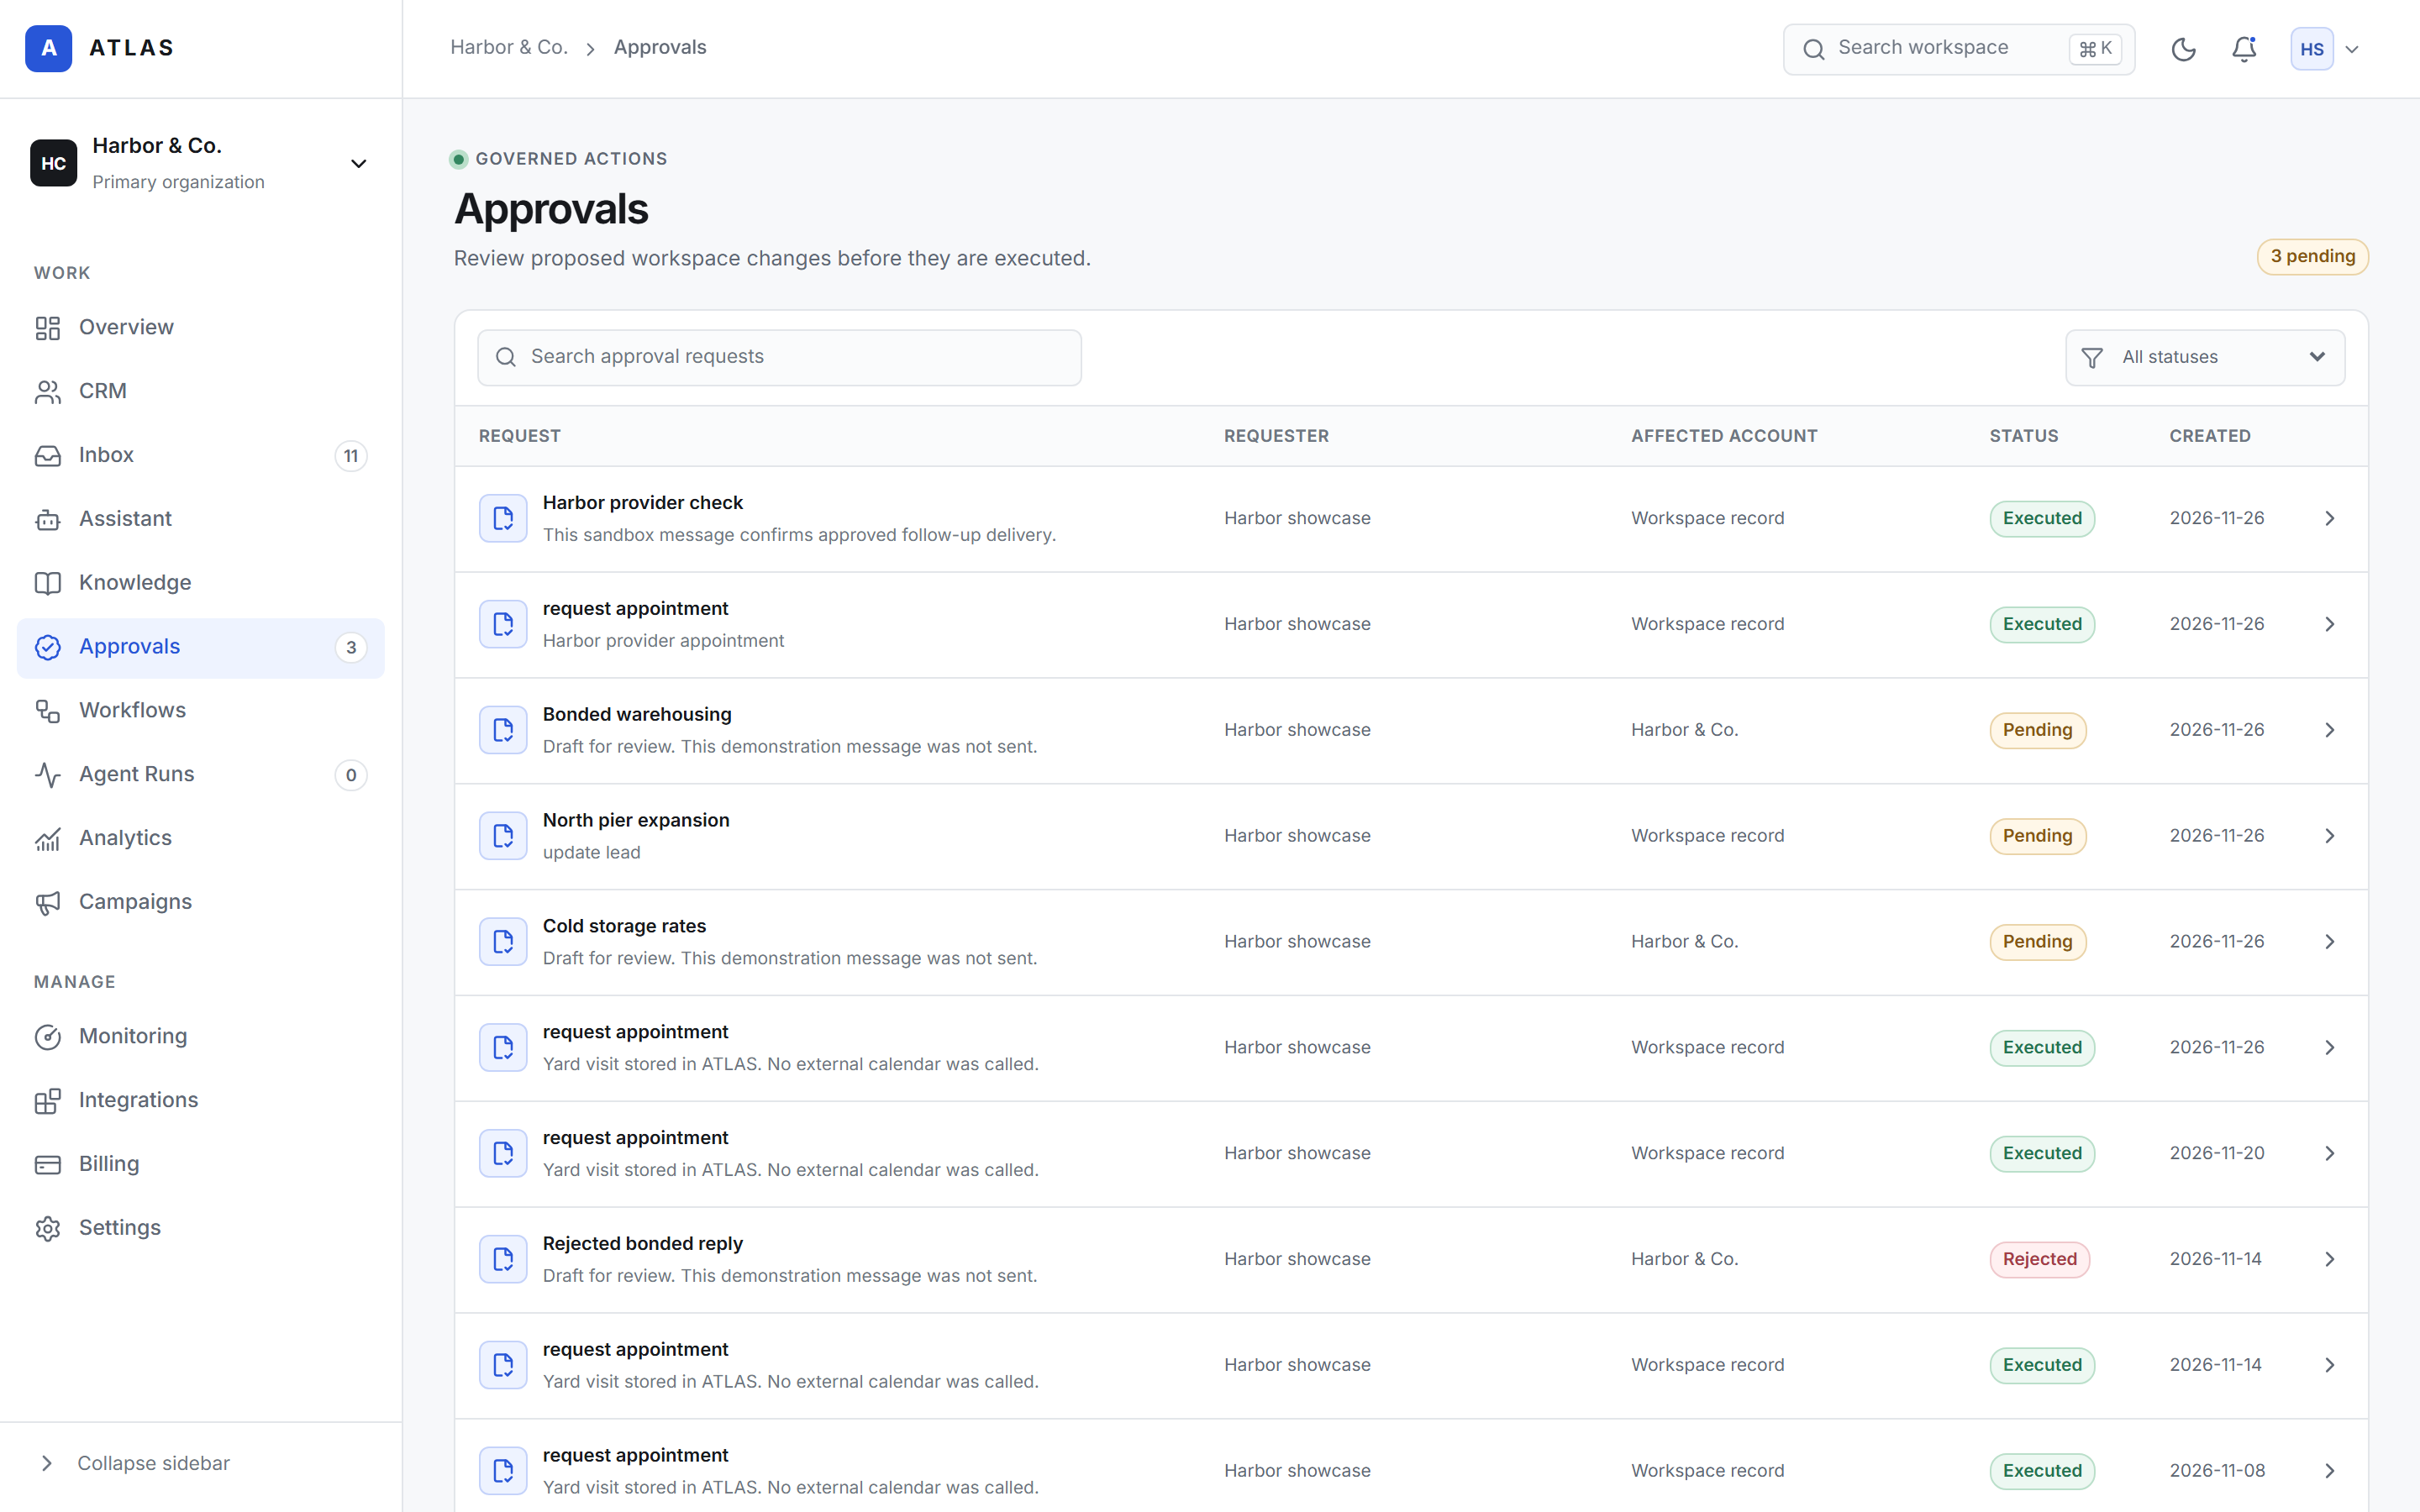 A ATLAS
Harbor & Co. Approvals
Search workspace ⌘ K
HS
HC Harbor & Co.
Primary organization
WORK
Overview
CRM
Inbox 11
Assistant
Knowledge
Approvals 3
Workflows
Agent Runs 0
Analytics
Campaigns
MANAGE
Monitoring
Integrations
Billing
Settings
Collapse sidebar
GOVERNED ACTIONS
Approvals
Review proposed workspace changes before they are executed.
3 pending
Search approval requests
All statuses
REQUEST REQUESTER AFFECTED ACCOUNT STATUS CREATED
Harbor provider check
This sandbox message confirms approved follow-up delivery.
Harbor showcase Workspace record Executed 2026-11-26
request appointment
Harbor provider appointment
Harbor showcase Workspace record Executed 2026-11-26
Bonded warehousing
Draft for review. This demonstration message was not sent.
Harbor showcase Harbor & Co. Pending 2026-11-26
North pier expansion
update lead
Harbor showcase Workspace record Pending 2026-11-26
Cold storage rates
Draft for review. This demonstration message was not sent.
Harbor showcase Harbor & Co. Pending 2026-11-26
request appointment
Yard visit stored in ATLAS. No external calendar was called.
Harbor showcase Workspace record Executed 2026-11-26
request appointment
Yard visit stored in ATLAS. No external calendar was called.
Harbor showcase Workspace record Executed 2026-11-20
Rejected bonded reply
Draft for review. This demonstration message was not sent.
Harbor showcase Harbor & Co. Rejected 2026-11-14
request appointment
Yard visit stored in ATLAS. No external calendar was called.
Harbor showcase Workspace record Executed 2026-11-14
request appointment
Yard visit stored in ATLAS. No external calendar was called.
Harbor showcase Workspace record Executed 2026-11-08